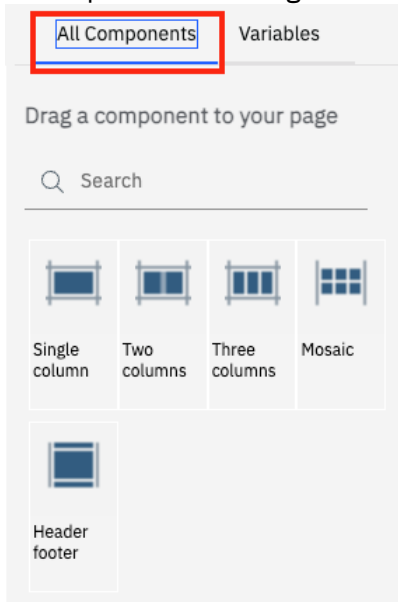 All Components Variables
Drag a component to your page
Search
Single column
Two columns
Three columns
Mosaic
Header footer